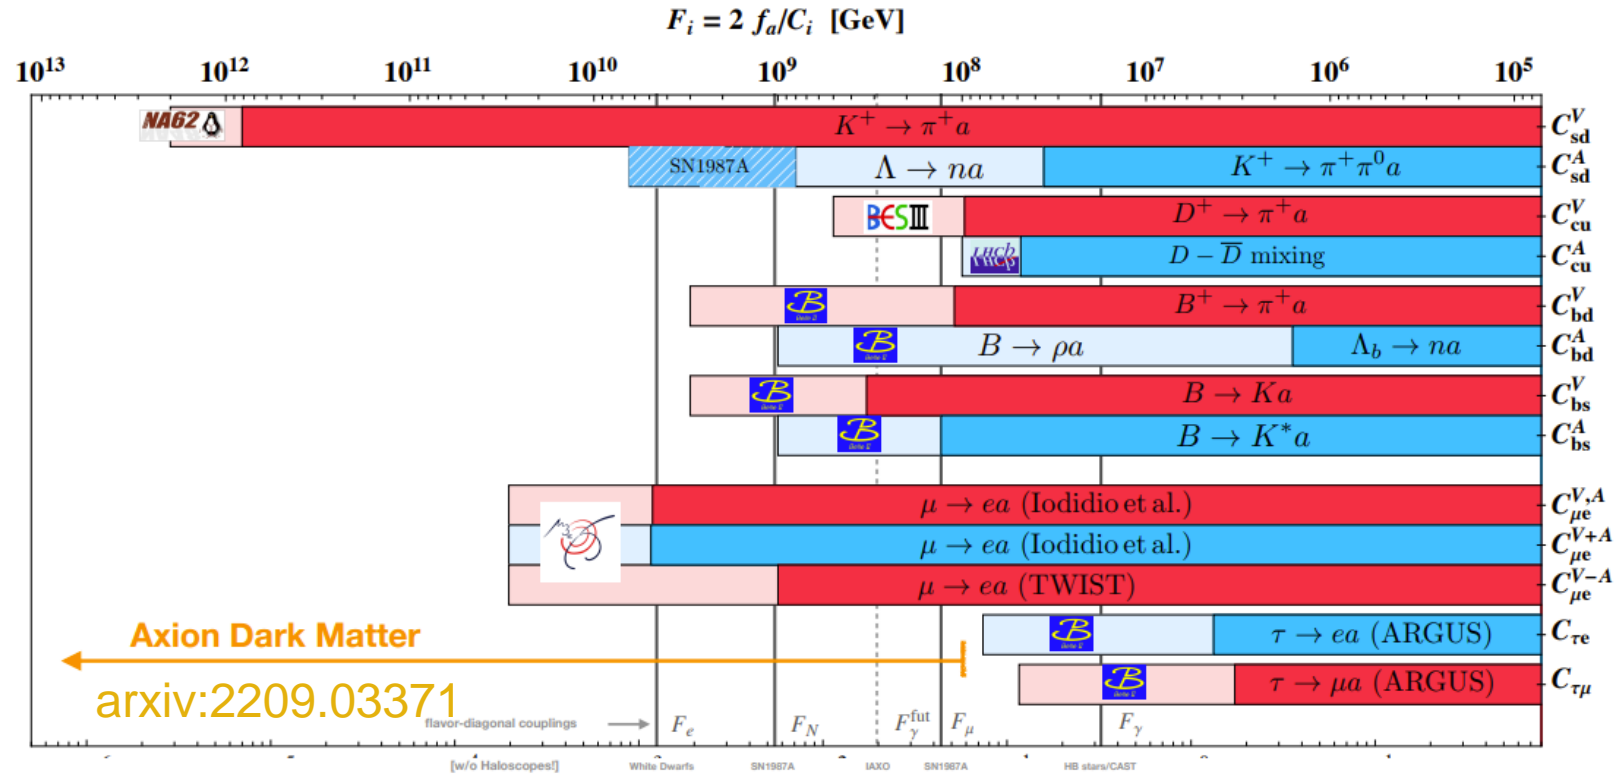 F_i = 2 f_a/C_i [GeV]
10^13 10^12 10^11 10^10 10^9 10^8 10^7 10^6 10^5
NA62 K^+ → π^+ a C^V_sd
SN1987A Λ → na K^+ → π^+ π^0 a C^A_sd
BESIII D^+ → π^+ a C^V_cu
LHCb D − D̅ mixing C^A_cu
B^+ → π^+ a C^V_bd
B → ρa Λ_b → na C^A_bd
B → Ka C^V_bs
B → K^* a C^A_bs
μ → ea (Iodidio et al.) C^V,A_μe
μ → ea (Iodidio et al.) C^V+A_μe
μ → ea (TWIST) C^V−A_μe
Axion Dark Matter τ → ea (ARGUS) C_τe
arxiv:2209.03371 τ → μa (ARGUS) C_τμ
flavor-diagonal couplings → F_e F_N F^fut_γ F_μ F_γ
[w/o Haloscopes!] White Dwarfs SN1987A IAXO SN1987A HB stars/CAST